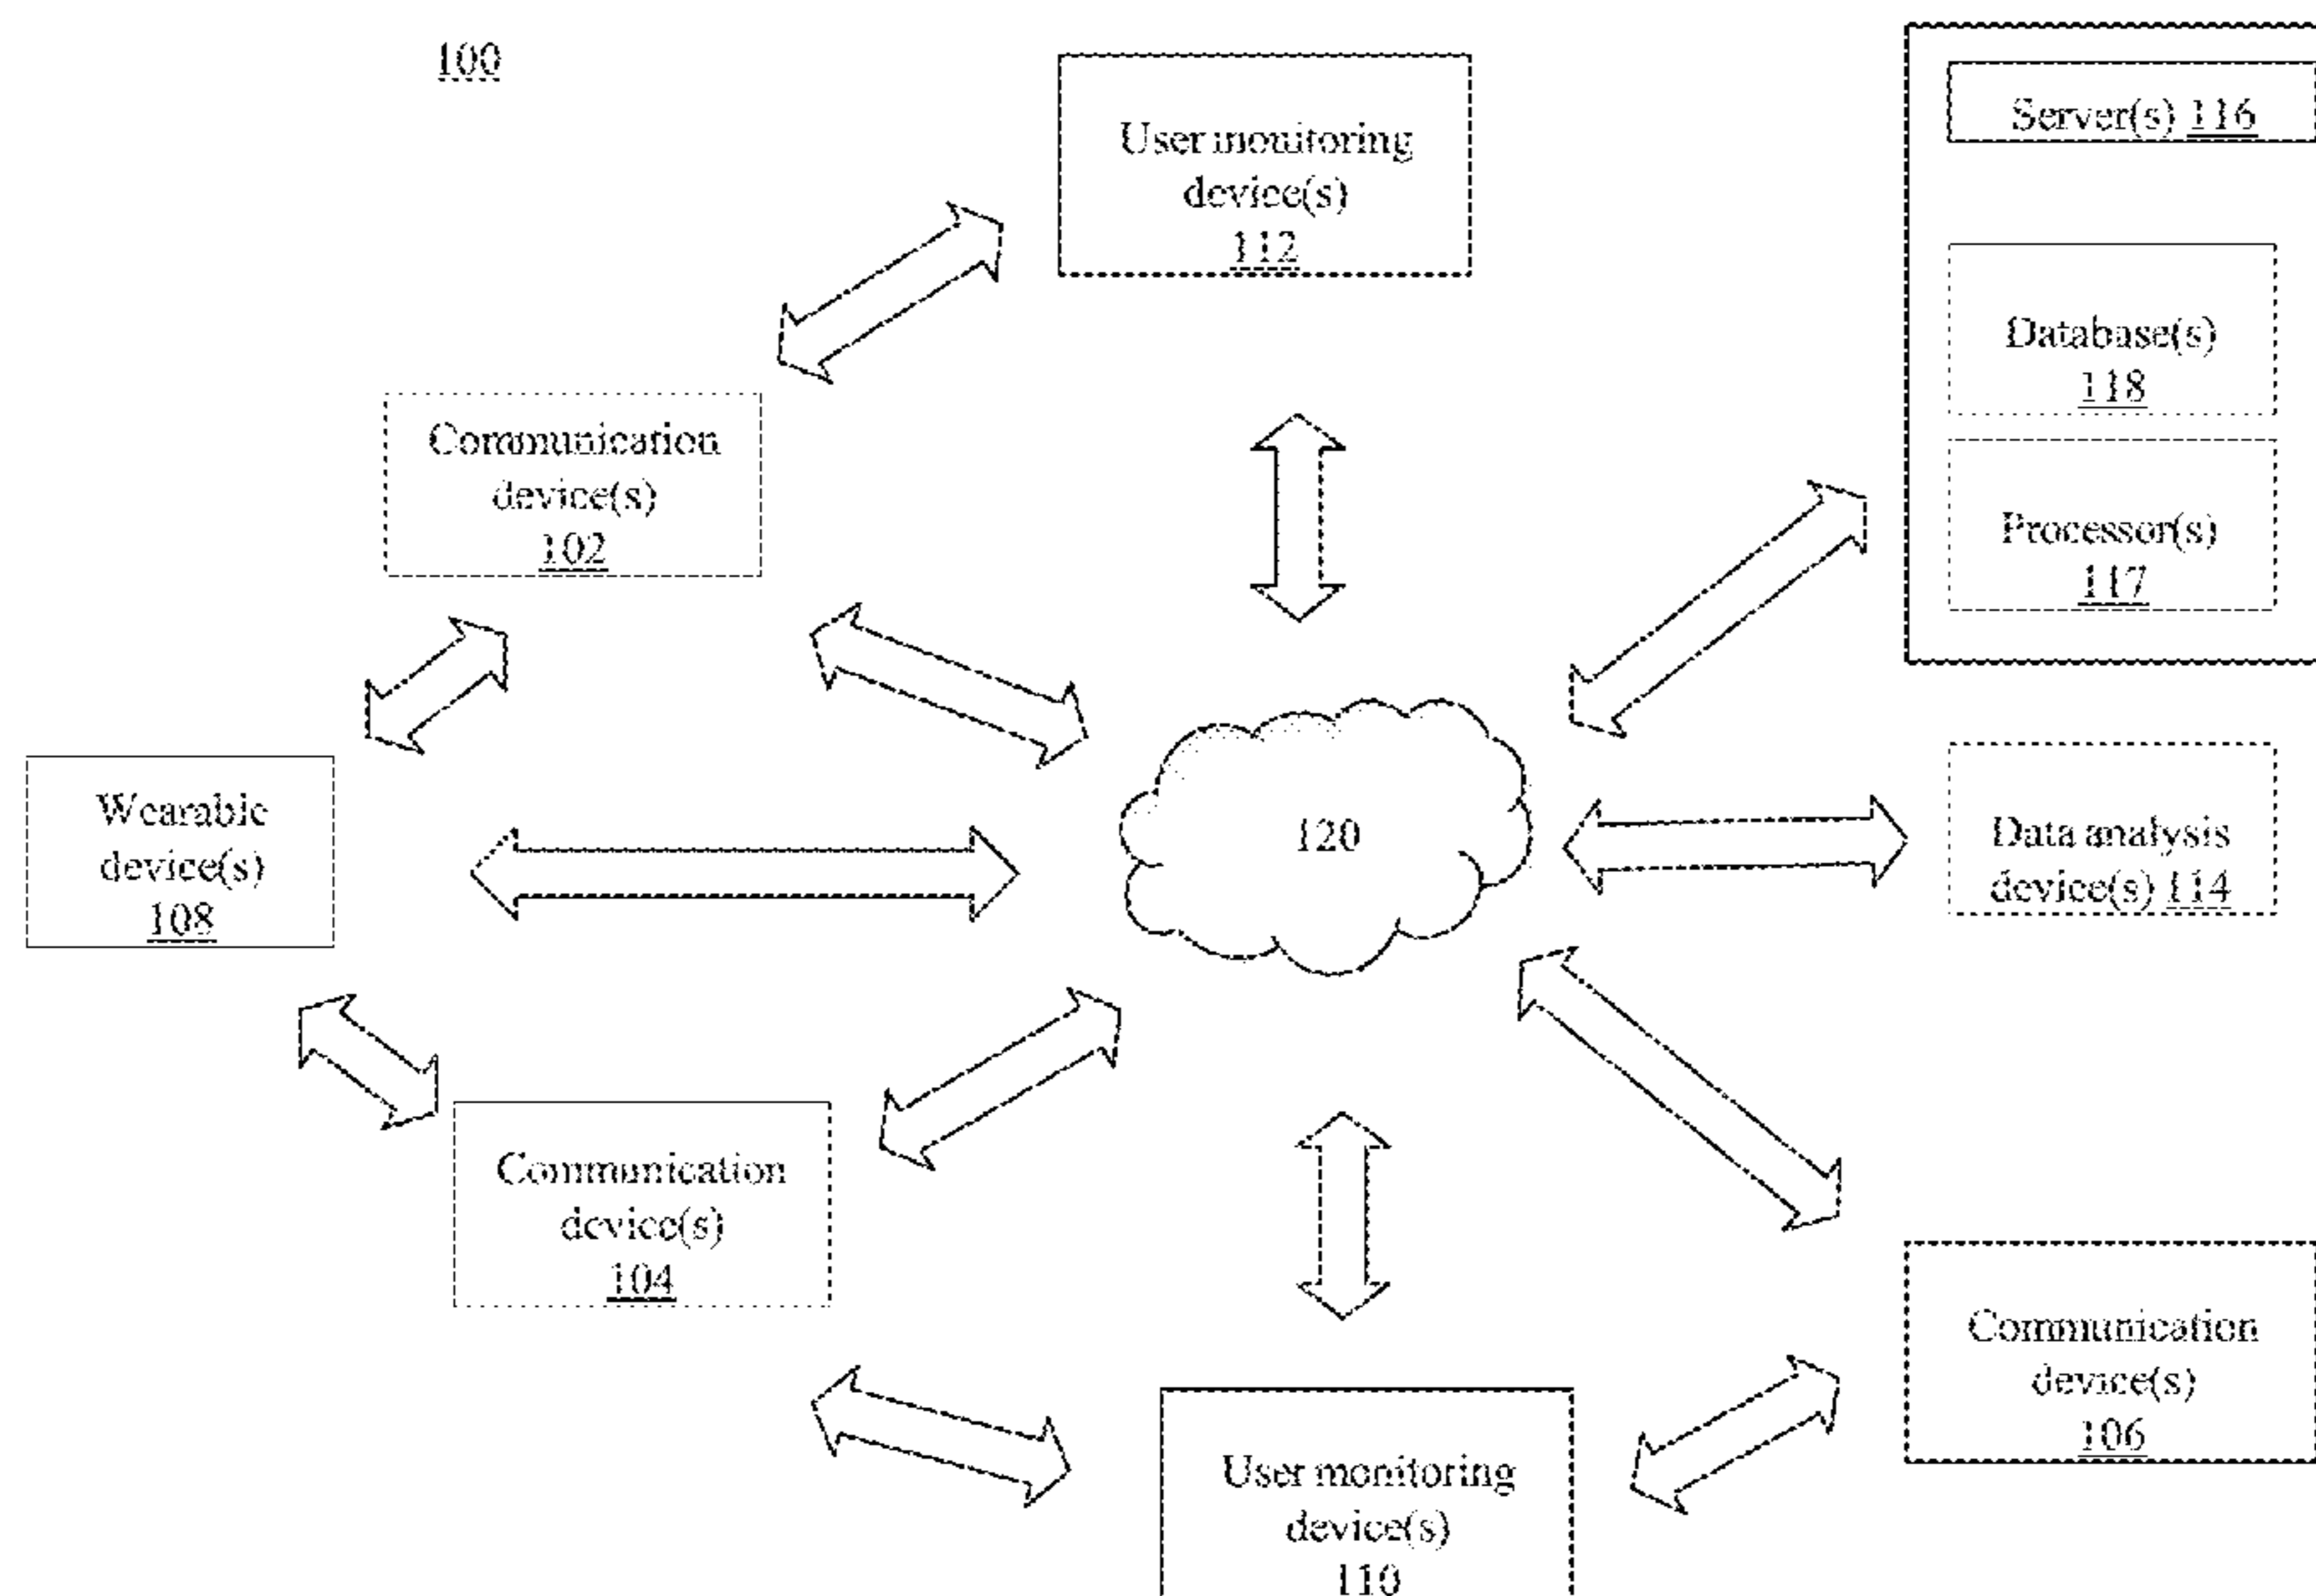 100
User monitoring
device(s)
112
Server(s) 116
Database(s)
118
Processor(s)
117
Communication
device(s)
102
Wearable
device(s)
108
120
Data analysis
device(s) 114
Communication
device(s)
104
Communication
device(s)
106
User monitoring
device(s)
110